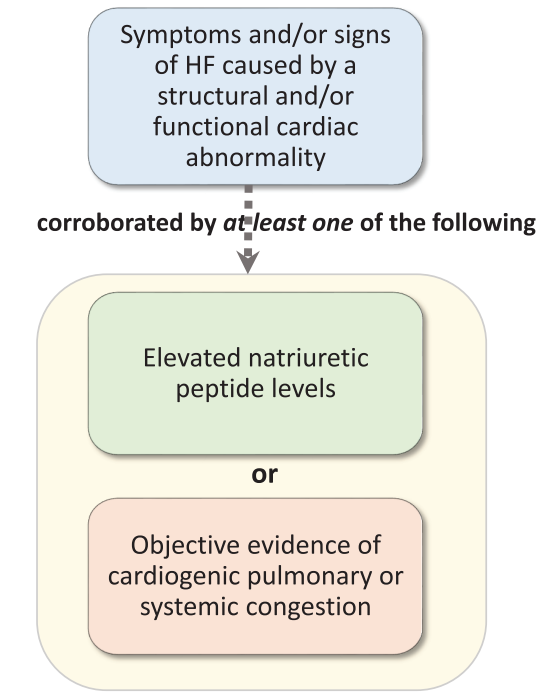 Symptoms and/or signs
of HF caused by a
structural and/or
functional cardiac
abnormality
corroborated by at least one of the following
Elevated natriuretic
peptide levels
or
Objective evidence of
cardiogenic pulmonary or
systemic congestion